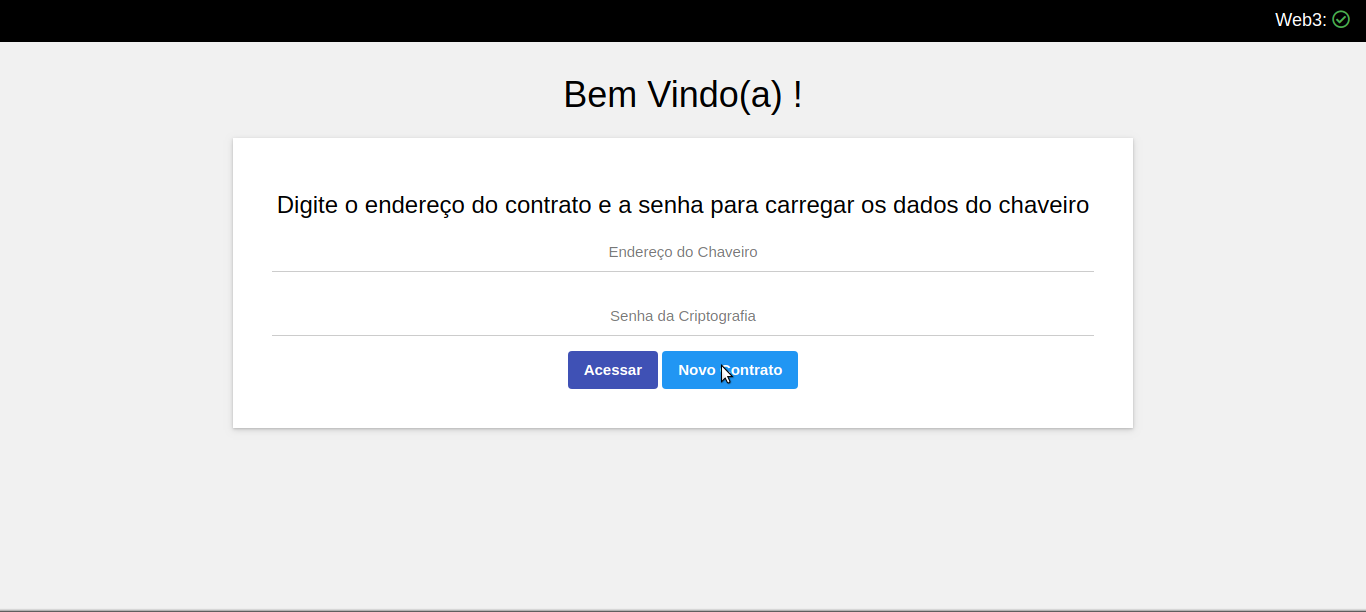 Web3:
Bem Vindo(a) !
Digite o endereço do contrato e a senha para carregar os dados do chaveiro
Endereço do Chaveiro
Senha da Criptografia
Acessar
Novo Contrato